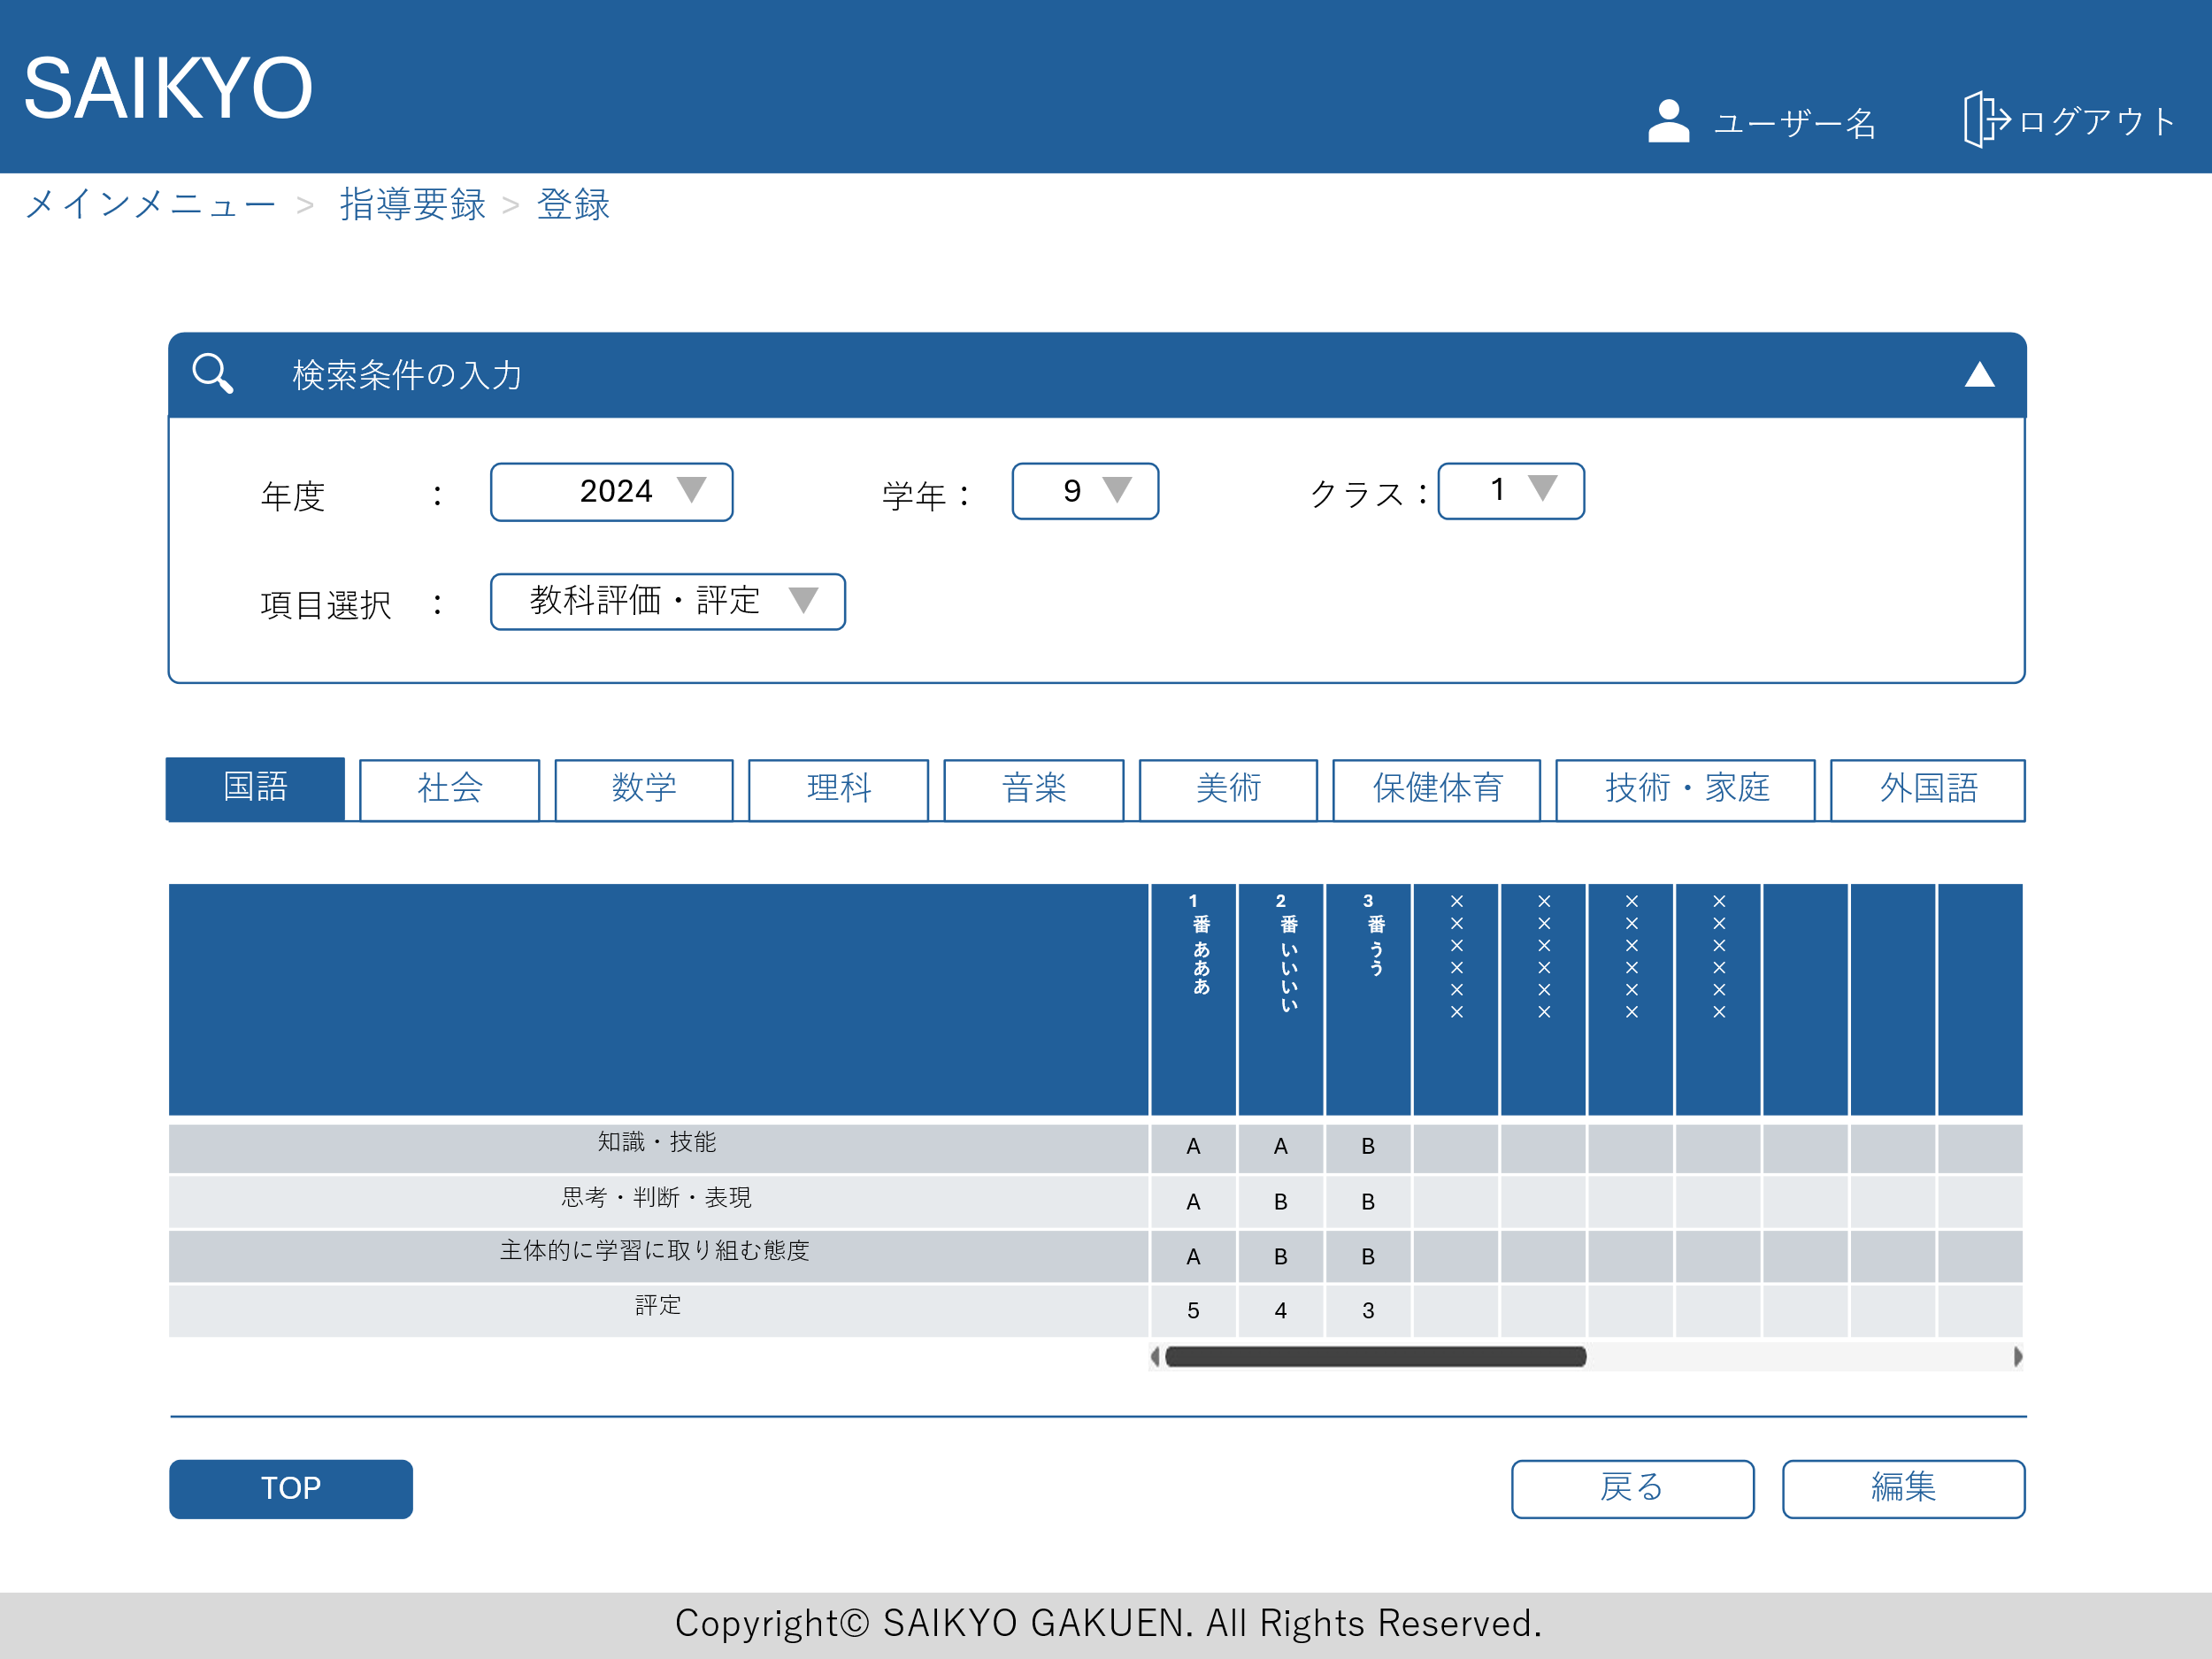 SAIKYO
ユーザー名 ログアウト
メインメニュー > 指導要録 > 登録
検索条件の入力 ▲
年度 : 2024 ▼ 学年: 9 ▼ クラス: 1 ▼
項目選択 : 教科評価・評定 ▼
国語 社会 数学 理科 音楽 美術 保健体育 技術・家庭 外国語
1番 あああ
2番 いいいい
3番 うう
××××××
××××××
××××××
××××××
知識・技能 A A B
思考・判断・表現 A B B
主体的に学習に取り組む態度 A B B
評定 5 4 3
TOP 戻る 編集
Copyright© SAIKYO GAKUEN. All Rights Reserved.